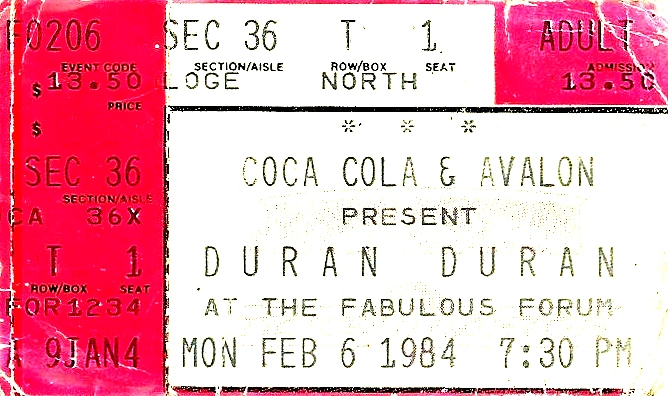 F0206 SEC 36 T 1 ADULT
EVENT CODE SECTION/AISLE ROW/BOX SEAT ADMISSION
$ 13.50 LOGE NORTH 13.50
PRICE
$
* * *
SEC 36 COCA COLA & AVALON
SECTION/AISLE
CA 36X PRESENT
T 1 DURAN DURAN
ROW/BOX SEAT
FOR1234 AT THE FABULOUS FORUM
A 9JAN4 MON FEB 6 1984 7:30 PM